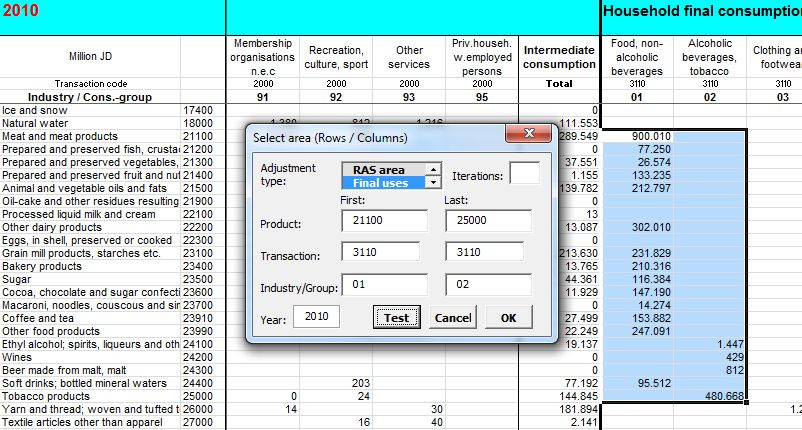 2010 Household final consumptio
Million JD Membership organisations n.e.c Recreation, culture, sport Other services Priv.househ. w.employed persons Intermediate consumption Food, non-alcoholic beverages Alcoholic beverages, tobacco Clothing an footwea
Transaction code 2000 2000 2000 2000 Total 3110 3110 3110
Industry / Cons.-group 91 92 93 95 01 02 03
Ice and snow 17400 0
Natural water 18000 1.380 812 1.216 111.553
Meat and meat products 21100 289.549 900.010
Prepared and preserved fish, crusta 21200 0 77.250
Prepared and preserved vegetables, 21300 37.551 26.574
Prepared and preserved fruit and nut 21400 1.155 133.235
Animal and vegetable oils and fats 21500 139.782 212.797
Oil-cake and other residues resulting 21900 0
Processed liquid milk and cream 22100 13
Other dairy products 22200 13.087 302.010
Eggs, in shell, preserved or cooked 22300 0
Grain mill products, starches etc. 23100 213.630 231.829
Bakery products 23400 13.765 210.316
Sugar 23500 44.361 116.384
Cocoa, chocolate and sugar confecti 23600 11.929 147.190
Macaroni, noodles, couscous and sim 23700 0 14.274
Coffee and tea 23910 27.499 153.882
Other food products 23990 22.249 247.091
Ethyl alcohol; spirits, liqueurs and oth 24100 19.137 1.447
Wines 24200 0 429
Beer made from malt, malt 24300 0 812
Soft drinks; bottled mineral waters 24400 203 77.192 95.512
Tobacco products 25000 0 24 144.845 480.668
Yarn and thread; woven and tufted t 26000 14 30 181.894 1.2
Textile articles other than apparel 27000 16 40 2.141
Select area (Rows / Columns)
Adjustment type: RAS area Final uses Iterations:
First: Last:
Product: 21100 25000
Transaction: 3110 3110
Industry/Group: 01 02
Year: 2010 Test Cancel OK